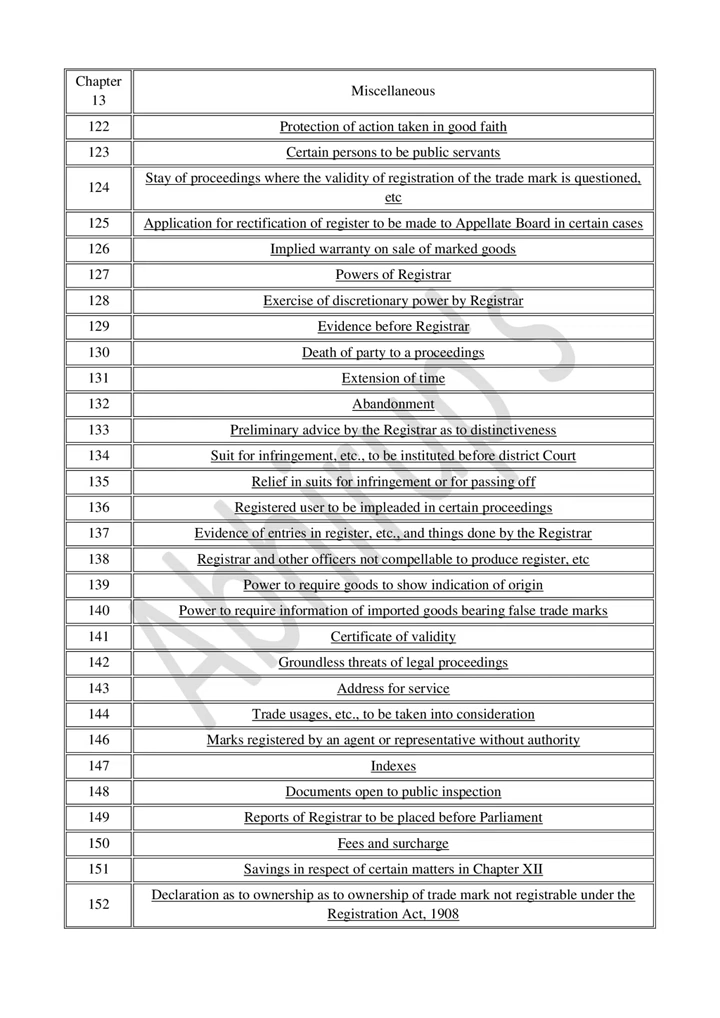 Chapter
13
Miscellaneous
122 Protection of action taken in good faith
123 Certain persons to be public servants
124 Stay of proceedings where the validity of registration of the trade mark is questioned,
etc
125 Application for rectification of register to be made to Appellate Board in certain cases
126 Implied warranty on sale of marked goods
127 Powers of Registrar
128 Exercise of discretionary power by Registrar
129 Evidence before Registrar
130 Death of party to a proceedings
131 Extension of time
132 Abandonment
133 Preliminary advice by the Registrar as to distinctiveness
134 Suit for infringement, etc., to be instituted before district Court
135 Relief in suits for infringement or for passing off
136 Registered user to be impleaded in certain proceedings
137 Evidence of entries in register, etc., and things done by the Registrar
138 Registrar and other officers not compellable to produce register, etc
139 Power to require goods to show indication of origin
140 Power to require information of imported goods bearing false trade marks
141 Certificate of validity
142 Groundless threats of legal proceedings
143 Address for service
144 Trade usages, etc., to be taken into consideration
146 Marks registered by an agent or representative without authority
147 Indexes
148 Documents open to public inspection
149 Reports of Registrar to be placed before Parliament
150 Fees and surcharge
151 Savings in respect of certain matters in Chapter XII
152 Declaration as to ownership as to ownership of trade mark not registrable under the
Registration Act, 1908
Abhirup's